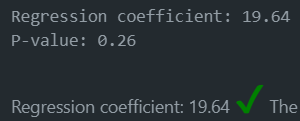 Regression coefficient: 19.64
P-value: 0.26
Regression coefficient: 19.64 ✔ The